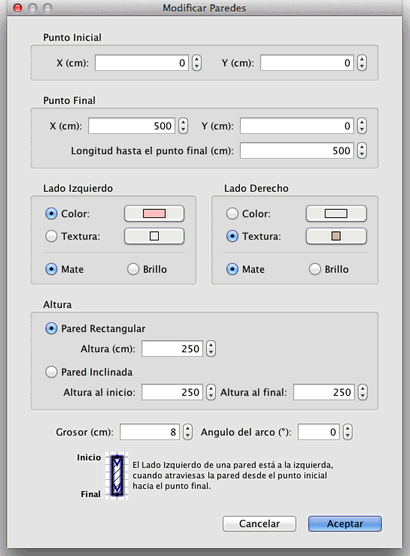 Modificar Paredes
Punto Inicial
X (cm): 0 Y (cm): 0
Punto Final
X (cm): 500 Y (cm): 0
Longitud hasta el punto final (cm): 500
Lado Izquierdo Lado Derecho
Color: Color:
Textura: Textura:
Mate Brillo Mate Brillo
Altura
Pared Rectangular
Altura (cm): 250
Pared Inclinada
Altura al inicio: 250 Altura al final: 250
Grosor (cm): 8 Angulo del arco (°): 0
Inicio
El Lado Izquierdo de una pared está a la izquierda,
cuando atraviesas la pared desde el punto inicial
hacia el punto final.
Final
Cancelar Aceptar